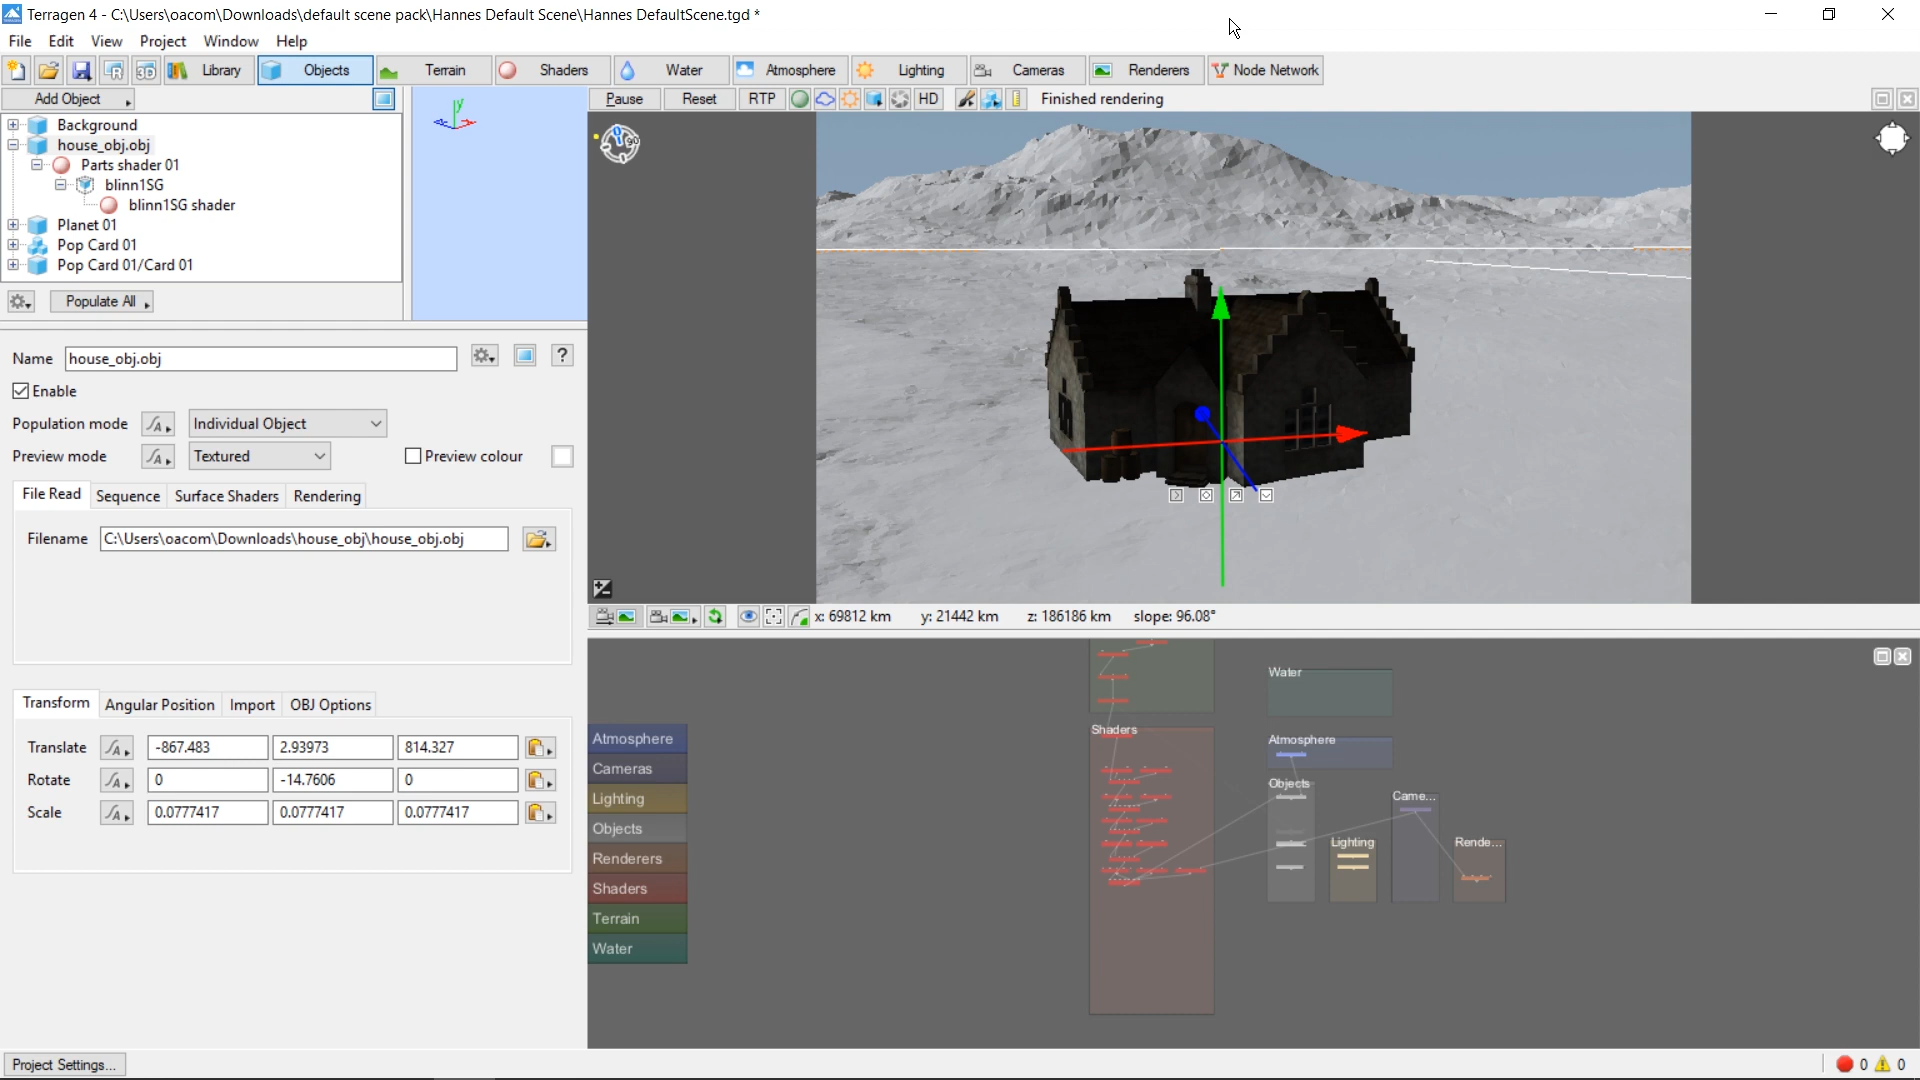 Terragen 4 - C:\Users\oacom\Downloads\default scene pack\Hannes Default Scene\Hannes DefaultScene.tgd *
File Edit View Project Window Help
Library Objects Terrain Shaders Water Atmosphere Lighting Cameras Renderers Node Network
Add Object
Pause Reset RTP HD Finished rendering
Background
house_obj.obj
Parts shader 01
blinn1SG
blinn1SG shader
Planet 01
Pop Card 01
Pop Card 01/Card 01
Populate All
y
Name house_obj.obj ?
Enable
Population mode Individual Object
Preview mode Textured Preview colour
File Read Sequence Surface Shaders Rendering
Filename C:\Users\oacom\Downloads\house_obj\house_obj.obj
Transform Angular Position Import OBJ Options
Translate -867.483 2.93973 814.327
Rotate 0 -14.7606 0
Scale 0.0777417 0.0777417 0.0777417
x: 69812 km y: 21442 km z: 186186 km slope: 96.08°
Atmosphere
Cameras
Lighting
Objects
Renderers
Shaders
Terrain
Water
Shaders
Water
Atmosphere
Objects
Lighting
Came...
Rende...
Project Settings...
0 0